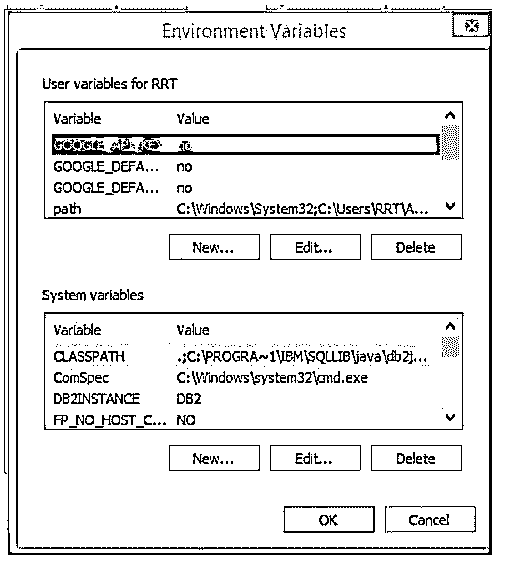 Environment Variables
User variables for RRT
Variable Value
GOOGLE_API_KEY no
GOOGLE_DEFA... no
GOOGLE_DEFA... no
path C:\Windows\System32;C:\Users\RRT\A...
New... Edit... Delete
System variables
Variable Value
CLASSPATH .;C:\PROGRA~1\IBM\SQLLIB\java\db2j...
ComSpec C:\Windows\system32\cmd.exe
DB2INSTANCE DB2
FP_NO_HOST_C... NO
New... Edit... Delete
OK Cancel